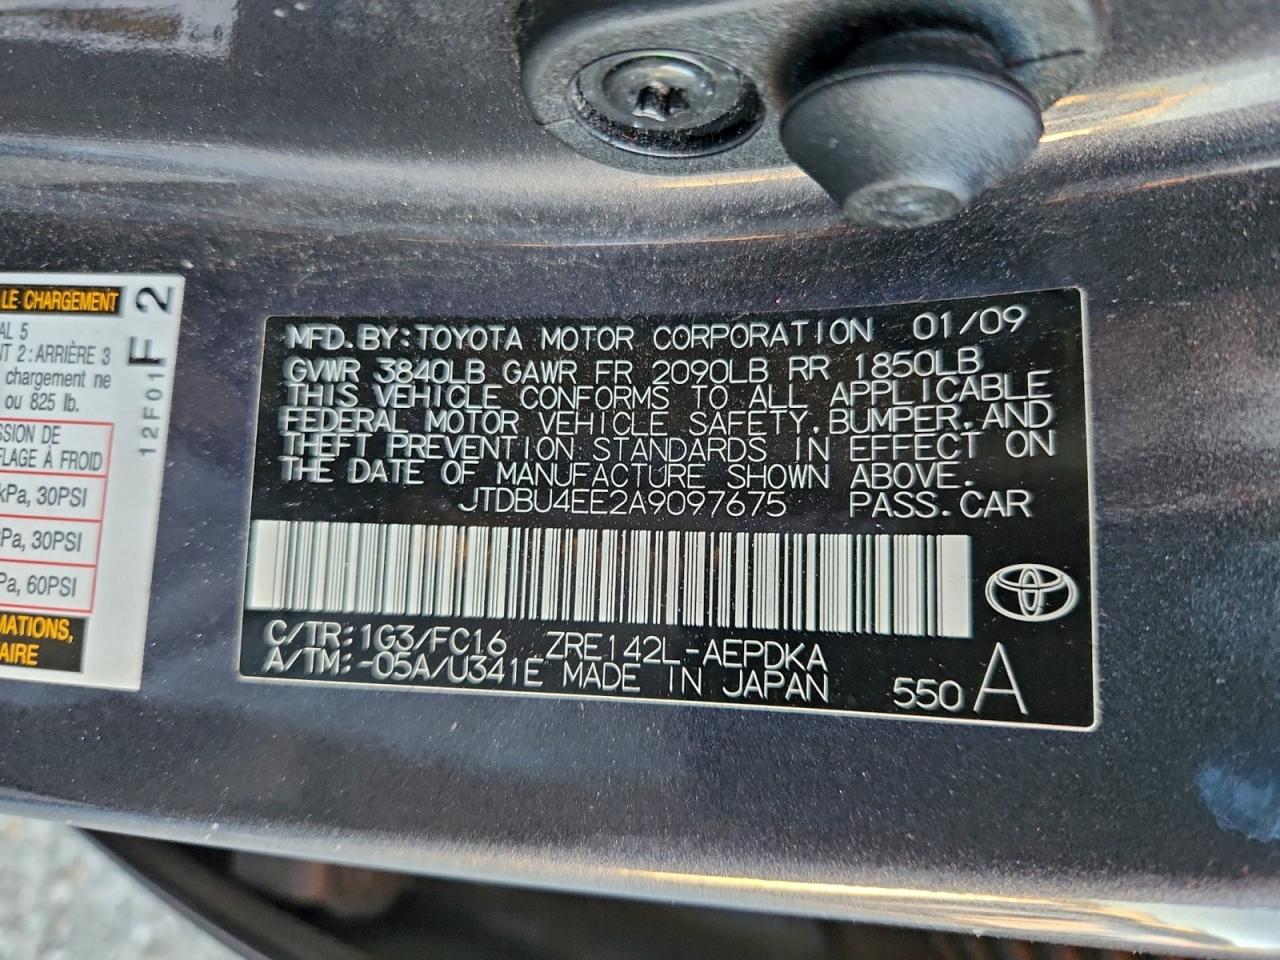 LE CHARGEMENT
AL 5
NT 2: ARRIÈRE 3
chargement ne
ou 825 lb.
SSION DE
FLAGE À FROID
kPa, 30PSI
Pa, 30PSI
Pa, 60PSI
MATIONS,
AIRE
12F01F2
MFD. BY: TOYOTA MOTOR CORPORATION 01/09
GVWR 3840LB GAWR FR 2090LB RR 1850LB
THIS VEHICLE CONFORMS TO ALL APPLICABLE
FEDERAL MOTOR VEHICLE SAFETY, BUMPER, AND
THEFT PREVENTION STANDARDS IN EFFECT ON
THE DATE OF MANUFACTURE SHOWN ABOVE.
JTDBU4EE2A9097675 PASS. CAR
C/TR: 1G3/FC16 ZRE142L-AEPDKA
A/TM: -05A/U341E MADE IN JAPAN 550 A